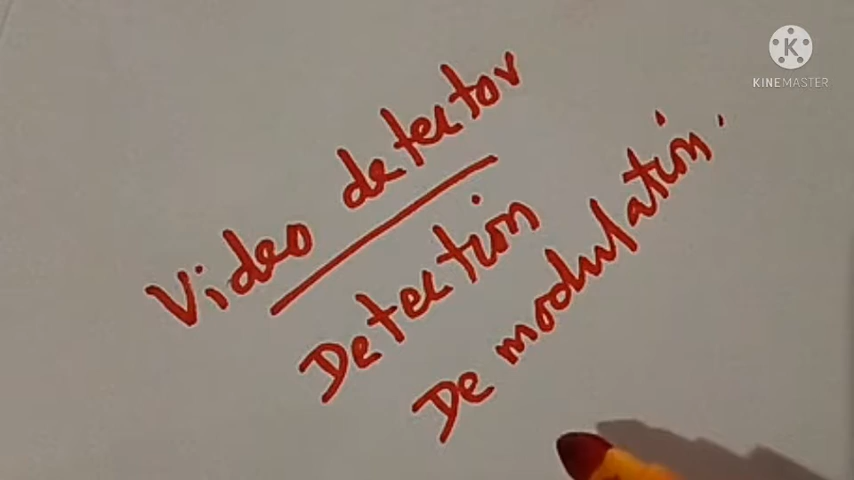 Video detector
Detection
De modulation.
K
KINEMASTER